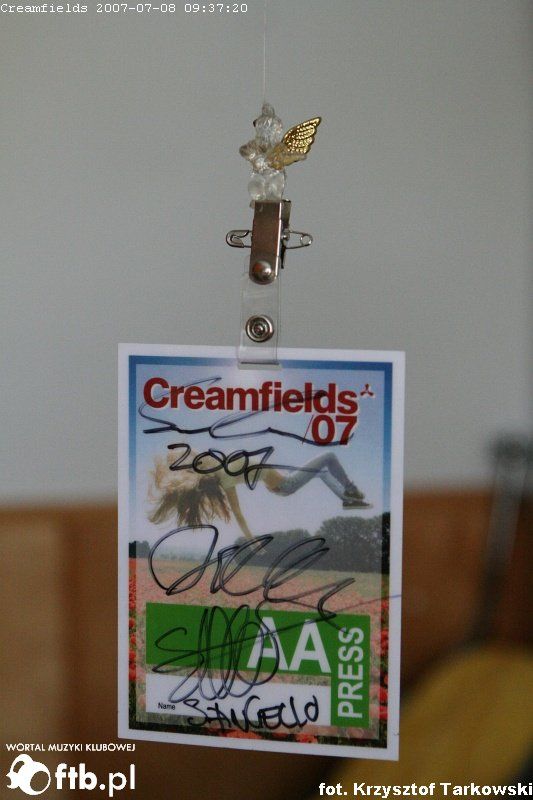 Creamfields 2007-07-08 09:37:20
Creamfields
07
2007
AA
PRESS
Name
WORTAL MUZYKI KLUBOWEJ
ftb.pl
fot. Krzysztof Tarkowski